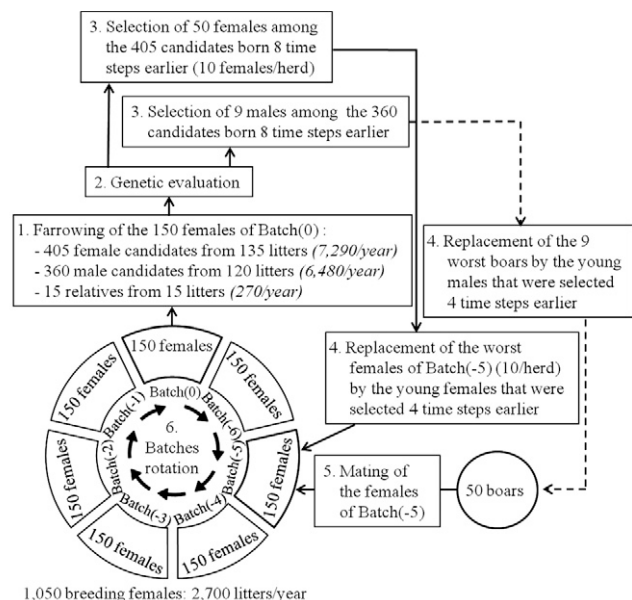 3. Selection of 50 females among
the 405 candidates born 8 time
steps earlier (10 females/herd)
3. Selection of 9 males among the 360
candidates born 8 time steps earlier
2. Genetic evaluation
1. Farrowing of the 150 females of Batch(0) :
- 405 female candidates from 135 litters (7,290/year)
- 360 male candidates from 120 litters (6,480/year)
- 15 relatives from 15 litters (270/year)
4. Replacement of the 9
worst boars by the young
males that were selected
4 time steps earlier
4. Replacement of the worst
females of Batch(-5) (10/herd)
by the young females that were
selected 4 time steps earlier
5. Mating of
the females
of Batch(-5)
50 boars
150 females
150 females
150 females
150 females
150 females
150 females
150 females
Batch(0)
Batch(-6)
Batch(-5)
Batch(-4)
Batch(-3)
Batch(-2)
Batch(-1)
6.
Batches
rotation
1,050 breeding females: 2,700 litters/year